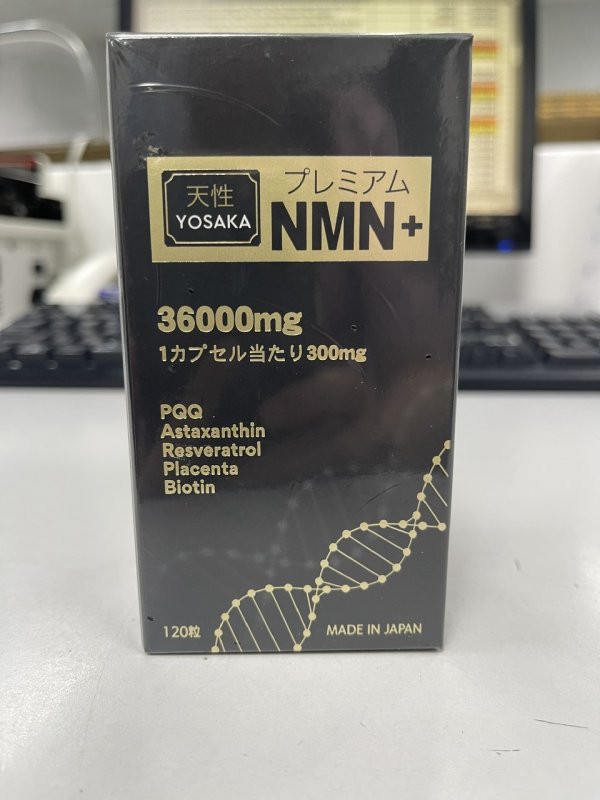 天性
YOSAKA
プレミアム
NMN+
36000mg
1カプセル当たり300mg
PQQ
Astaxanthin
Resveratrol
Placenta
Biotin
120粒
MADE IN JAPAN